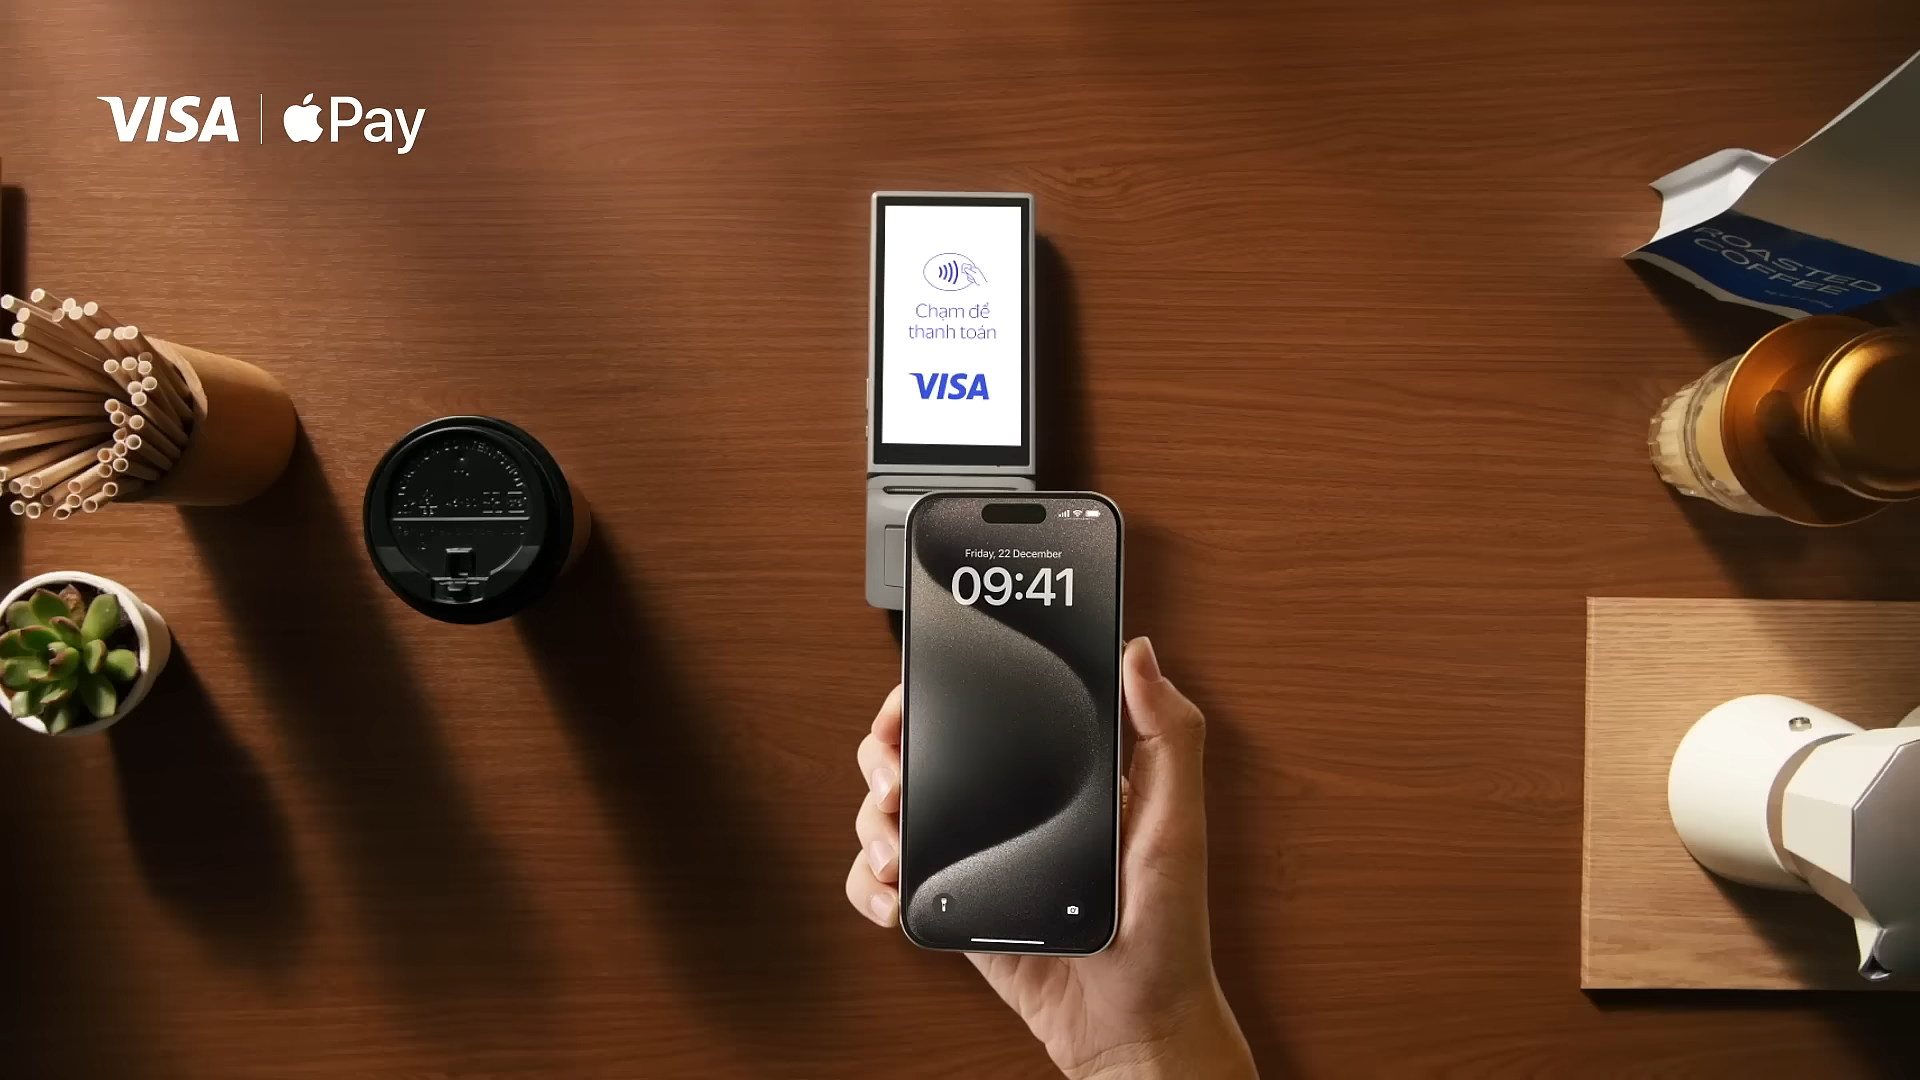 VISA | Pay
Chạm để
thanh toán
VISA
Friday, 22 December
09:41
ROASTED
COFFEE